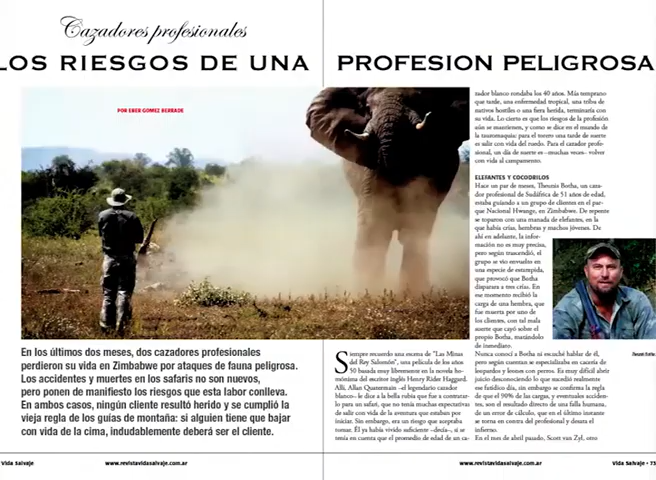 Cazadores profesionales
LOS RIESGOS DE UNA PROFESION PELIGROSA
POR EBER GOMEZ BERRADE
En los últimos dos meses, dos cazadores profesionales
perdieron su vida en Zimbabwe por ataques de fauna peligrosa.
Los accidentes y muertes en los safaris no son nuevos,
pero ponen de manifiesto los riesgos que esta labor conlleva.
En ambos casos, ningún cliente resultó herido y se cumplió la
vieja regla de los guías de montaña: si alguien tiene que bajar
con vida de la cima, indudablemente deberá ser el cliente.
Siempre recuerdo una escena de "Las Minas
del Rey Salomón", una película de los años
50 basada muy libremente en la novela ho-
mónima del escritor inglés Henry Rider Haggard.
Allí, Allan Quatermain –el legendario cazador
blanco– le dice a la bella rubia que fue a contratar-
lo para un safari, que no tenía muchas expectativas
de salir con vida de la aventura que estaban por
iniciar. Sin embargo, era un riesgo que aceptaba
tomar. Él ya había vivido suficiente –decía–, si se
tenía en cuenta que el promedio de edad de un ca-
zador blanco rondaba los 40 años. Más temprano
que tarde, una enfermedad tropical, una tribu de
nativos hostiles o una fiera herida, terminaría con
su vida. Lo cierto es que los riesgos de la profesión
aún se mantienen, y como se dice en el mundo de
la tauromaquia: para el torero una tarde de suerte
es salir con vida del ruedo. Para el cazador profe-
sional, un día de suerte es –muchas veces– volver
con vida al campamento.
ELEFANTES Y COCODRILOS
Hace un par de meses, Theunis Botha, un caza-
dor profesional de Sudáfrica de 51 años de edad,
estaba guiando a un grupo de clientes en el par-
que Nacional Hwange, en Zimbabwe. De repente
se toparon con una manada de elefantes, en la
que había crías, hembras y muchos jóvenes. De
ahí en adelante, la infor-
mación no es muy precisa,
pero según trascendió, el
grupo se vio envuelto en
una especie de estampida,
que provocó que Botha
disparara a tres crías. En
ese momento recibió la
carga de una hembra, que
fue muerta por uno de
los clientes, con tal mala
suerte que cayó sobre el
propio Botha, matándolo
de inmediato.
Nunca conocí a Botha ni escuché hablar de él,
pero según cuentan se especializaba en cacería de
leopardos y leones con perros. Es muy difícil abrir
juicio desconociendo lo que sucedió realmente
ese fatídico día, sin embargo se confirma la regla
de que el 90% de las cargas, y eventuales acciden-
tes, son el resultado directo de una falla humana,
de un error de cálculo, que en el último instante
se torna en contra del profesional y desata el
infierno.
En el mes de abril pasado, Scott van Zyl, otro
Vida Salvaje
www.revistavidasalvaje.com.ar
www.revistavidasalvaje.com.ar
Vida Salvaje • 73